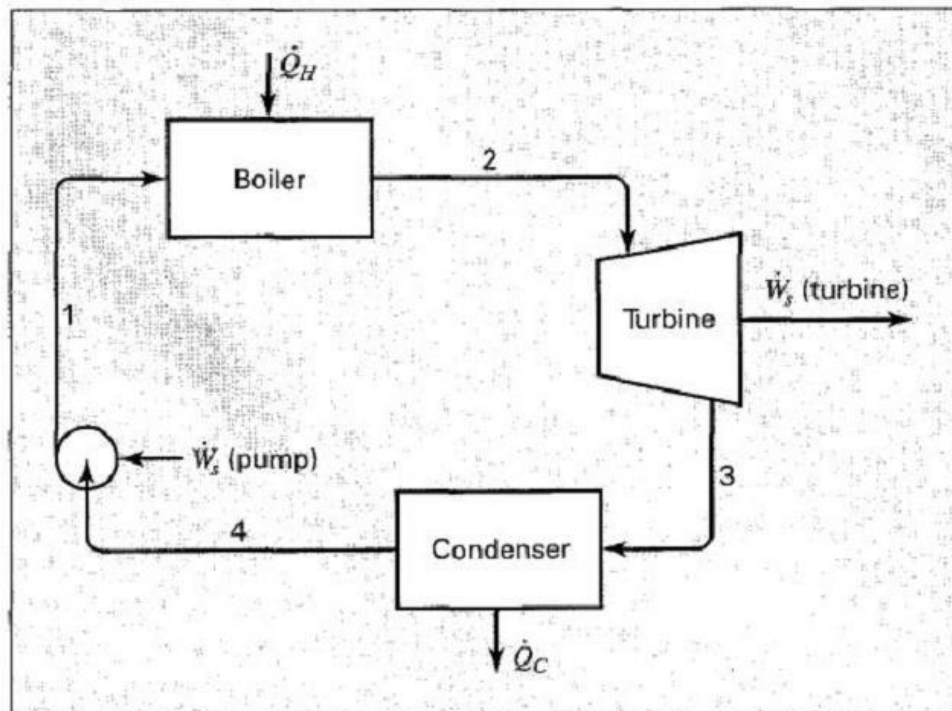 Q̇_H
Boiler
2
Turbine
Ẇ_s (turbine)
1
Ẇ_s (pump)
3
4
Condenser
Q̇_C